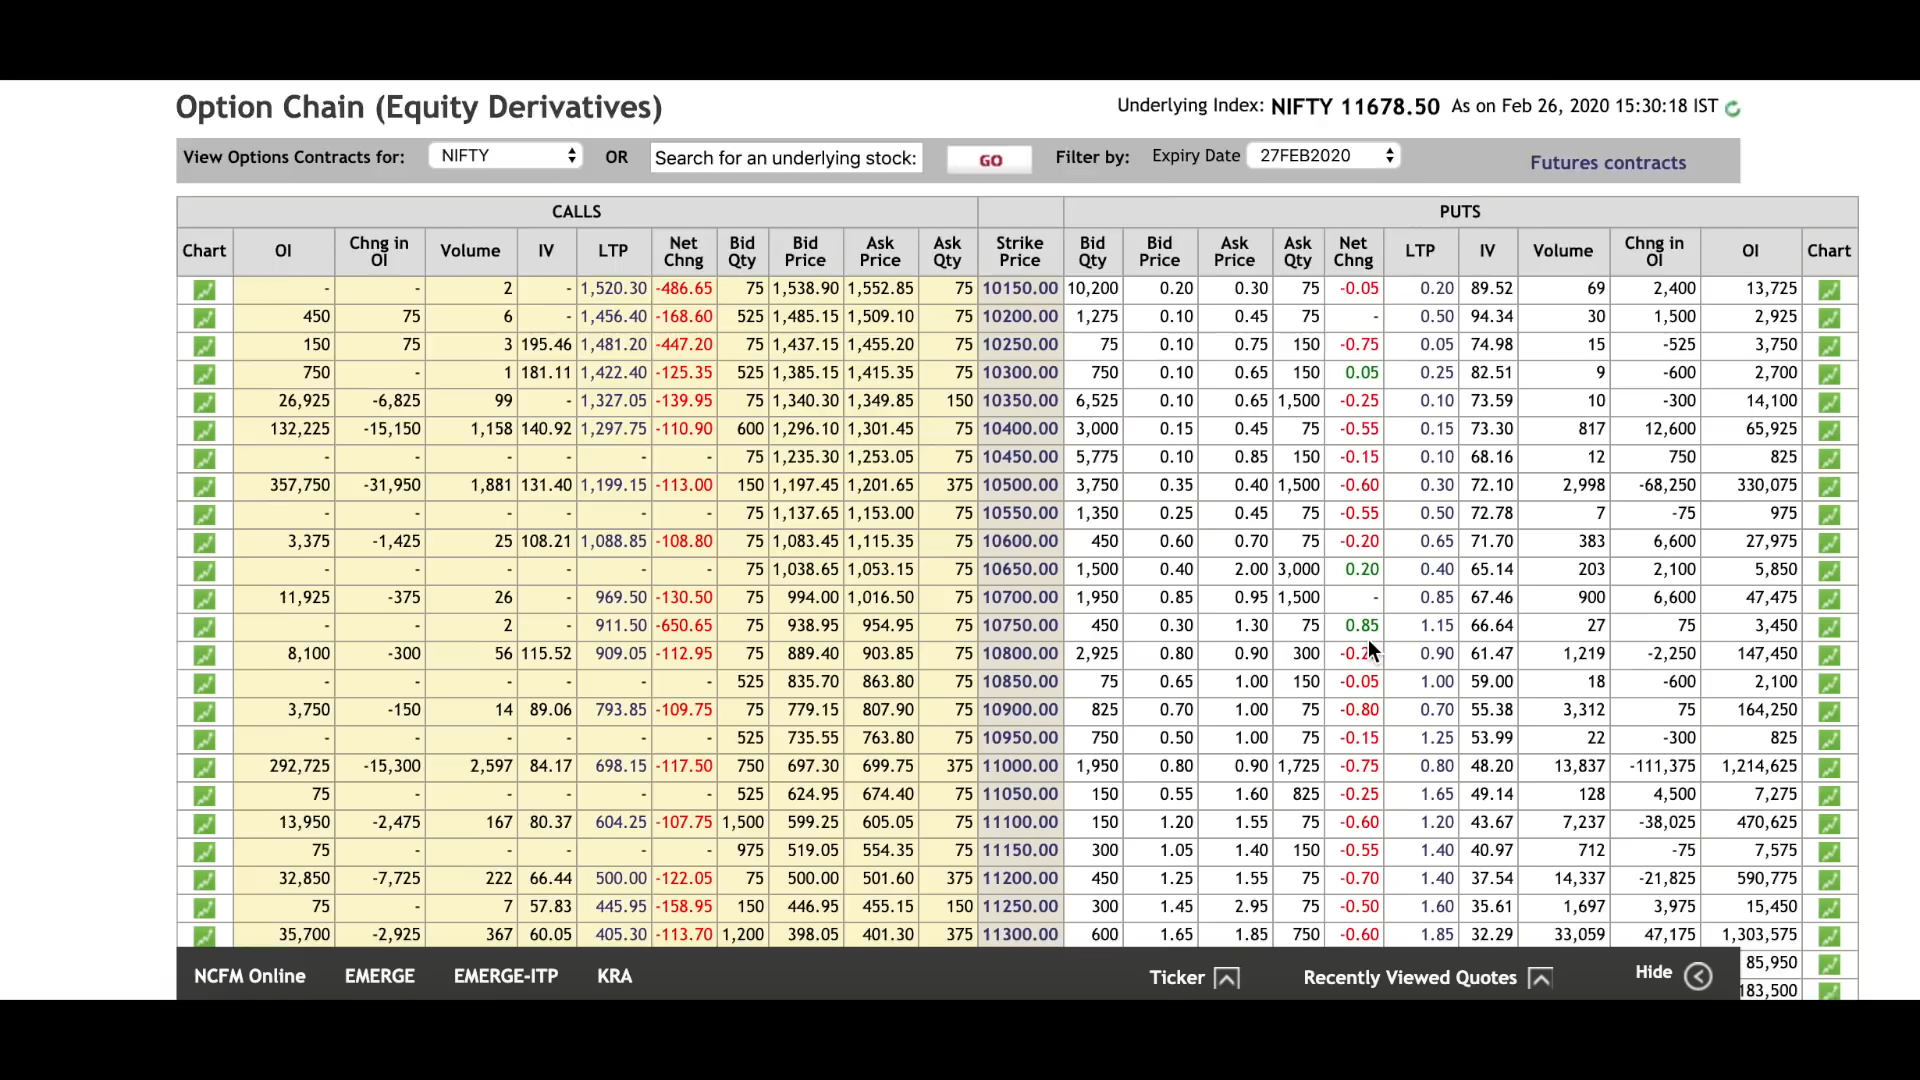 Option Chain (Equity Derivatives)
Underlying Index: NIFTY 11678.50 As on Feb 26, 2020 15:30:18 IST
View Options Contracts for: NIFTY OR Search for an underlying stock: GO Filter by: Expiry Date 27FEB2020 Futures contracts
CALLS PUTS
Chart OI Chng in OI Volume IV LTP Net Chng Bid Qty Bid Price Ask Price Ask Qty Strike Price Bid Qty Bid Price Ask Price Ask Qty Net Chng LTP IV Volume Chng in OI OI Chart
- - 2 - 1,520.30 -486.65 75 1,538.90 1,552.85 75 10150.00 10,200 0.20 0.30 75 -0.05 0.20 89.52 69 2,400 13,725
450 75 6 - 1,456.40 -168.60 525 1,485.15 1,509.10 75 10200.00 1,275 0.10 0.45 75 - 0.50 94.34 30 1,500 2,925
150 75 3 195.46 1,481.20 -447.20 75 1,437.15 1,455.20 75 10250.00 75 0.10 0.75 150 -0.75 0.05 74.98 15 -525 3,750
750 - 1 181.11 1,422.40 -125.35 525 1,385.15 1,415.35 75 10300.00 750 0.10 0.65 150 0.05 0.25 82.51 9 -600 2,700
26,925 -6,825 99 - 1,327.05 -139.95 75 1,340.30 1,349.85 150 10350.00 6,525 0.10 0.65 1,500 -0.25 0.10 73.59 10 -300 14,100
132,225 -15,150 1,158 140.92 1,297.75 -110.90 600 1,296.10 1,301.45 75 10400.00 3,000 0.15 0.45 75 -0.55 0.15 73.30 817 12,600 65,925
- - - - - - 75 1,235.30 1,253.05 75 10450.00 5,775 0.10 0.85 150 -0.15 0.10 68.16 12 750 825
357,750 -31,950 1,881 131.40 1,199.15 -113.00 150 1,197.45 1,201.65 375 10500.00 3,750 0.35 0.40 1,500 -0.60 0.30 72.10 2,998 -68,250 330,075
- - - - - - 75 1,137.65 1,153.00 75 10550.00 1,350 0.25 0.45 75 -0.55 0.50 72.78 7 -75 975
3,375 -1,425 25 108.21 1,088.85 -108.80 75 1,083.45 1,115.35 75 10600.00 450 0.60 0.70 75 -0.20 0.65 71.70 383 6,600 27,975
- - - - - - 75 1,038.65 1,053.15 75 10650.00 1,500 0.40 2.00 3,000 0.20 0.40 65.14 203 2,100 5,850
11,925 -375 26 - 969.50 -130.50 75 994.00 1,016.50 75 10700.00 1,950 0.85 0.95 1,500 - 0.85 67.46 900 6,600 47,475
- - 2 - 911.50 -650.65 75 938.95 954.95 75 10750.00 450 0.30 1.30 75 0.85 1.15 66.64 27 75 3,450
8,100 -300 56 115.52 909.05 -112.95 75 889.40 903.85 75 10800.00 2,925 0.80 0.90 300 0.90 61.47 1,219 -2,250 147,450
- - - - - - 525 835.70 863.80 75 10850.00 75 0.65 1.00 150 -0.05 1.00 59.00 18 -600 2,100
3,750 -150 14 89.06 793.85 -109.75 75 779.15 807.90 75 10900.00 825 0.70 1.00 75 -0.80 0.70 55.38 3,312 75 164,250
- - - - - - 525 735.55 763.80 75 10950.00 750 0.50 1.00 75 -0.15 1.25 53.99 22 -300 825
292,725 -15,300 2,597 84.17 698.15 -117.50 750 697.30 699.75 375 11000.00 1,950 0.80 0.90 1,725 -0.75 0.80 48.20 13,837 -111,375 1,214,625
75 - - - - - 525 624.95 674.40 75 11050.00 150 0.55 1.60 825 -0.25 1.65 49.14 128 4,500 7,275
13,950 -2,475 167 80.37 604.25 -107.75 1,500 599.25 605.05 75 11100.00 150 1.20 1.55 75 -0.60 1.20 43.67 7,237 -38,025 470,625
75 - - - - - 975 519.05 554.35 75 11150.00 300 1.05 1.40 150 -0.55 1.40 40.97 712 -75 7,575
32,850 -7,725 222 66.44 500.00 -122.05 75 500.00 501.60 375 11200.00 450 1.25 1.55 75 -0.70 1.40 37.54 14,337 -21,825 590,775
75 - 7 57.83 445.95 -158.95 150 446.95 455.15 150 11250.00 300 1.45 2.95 75 -0.50 1.60 35.61 1,697 3,975 15,450
35,700 -2,925 367 60.05 405.30 -113.70 1,200 398.05 401.30 375 11300.00 600 1.65 1.85 750 -0.60 1.85 32.29 33,059 47,175 1,303,575
85,950
183,500
NCFM Online EMERGE EMERGE-ITP KRA Ticker Recently Viewed Quotes Hide